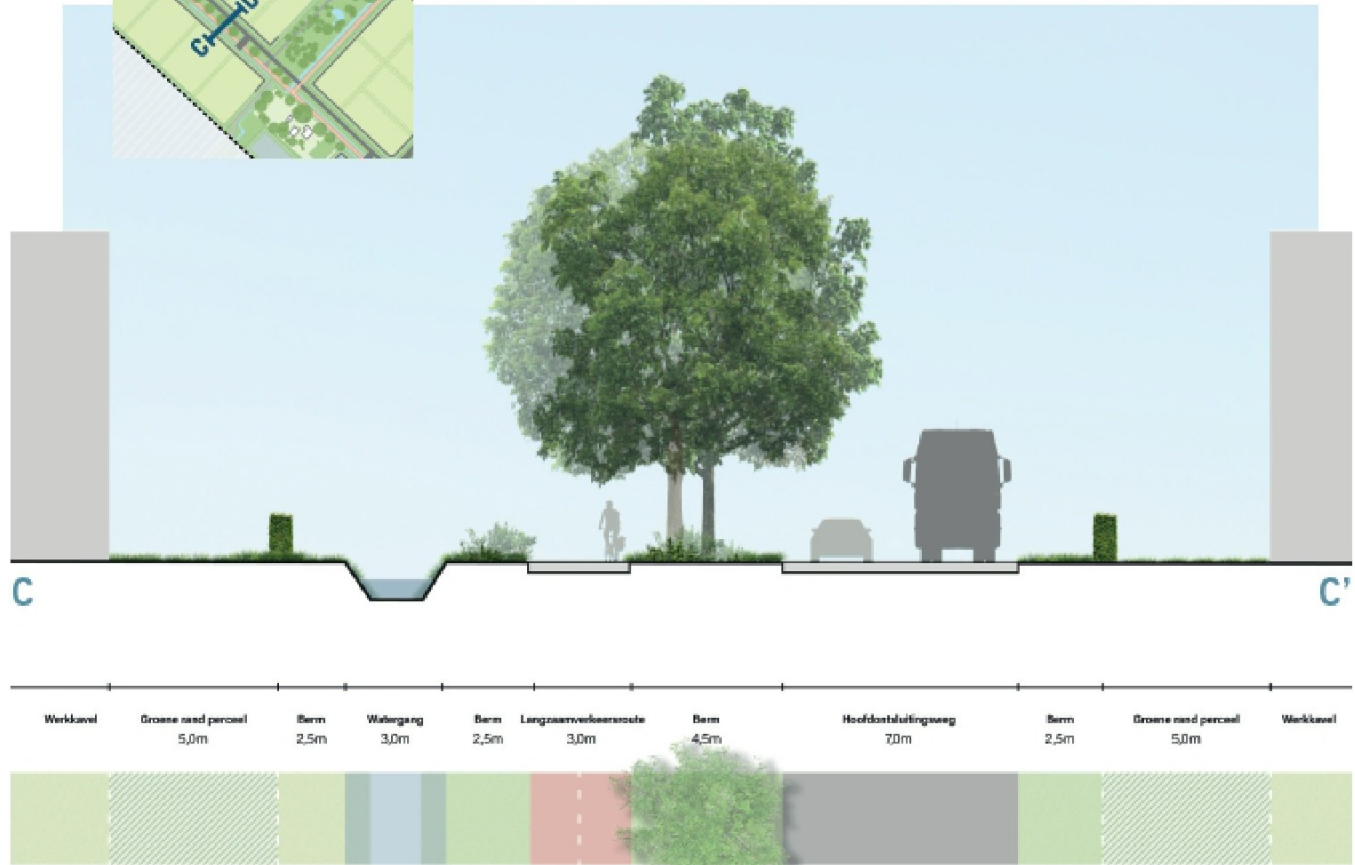 C
C
C'
Werkkavel
Groene rand perceel
5,0m
Berm
2,5m
Watergang
3,0m
Berm
2,5m
Langzaamverkeersroute
3,0m
Berm
4,5m
Hoofdontsluitingsweg
7,0m
Berm
2,5m
Groene rand perceel
5,0m
Werkkavel